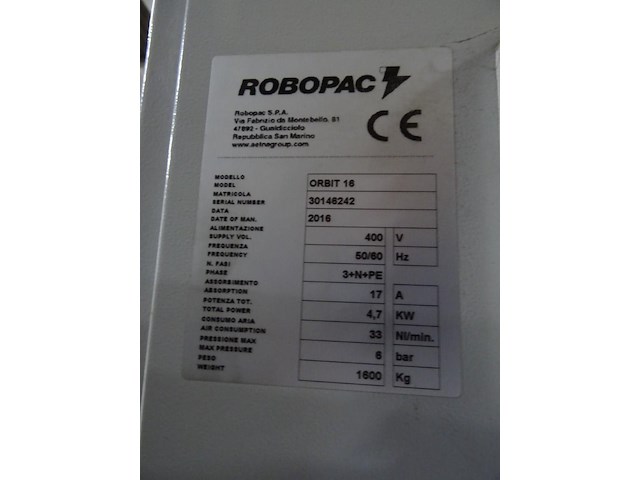 ROBOPAC
Robopac S.P.A.
Via Fabrizio da Montebello, 81
47892 - Gualdicciolo
Repubblica San Marino
www.aetnagroup.com
CE
MODELLO
MODEL ORBIT 16
MATRICOLA
SERIAL NUMBER 30146242
DATA
DATE OF MAN. 2016
ALIMENTAZIONE
SUPPLY VOL. 400 V
FREQUENZA
FREQUENCY 50/60 Hz
N. FASI
PHASE 3+N+PE
ASSORBIMENTO
ABSORPTION 17 A
POTENZA TOT.
TOTAL POWER 4,7 KW
CONSUMO ARIA
AIR CONSUMPTION 33 Nl/min.
PRESSIONE MAX
MAX PRESSURE 6 bar
PESO
WEIGHT 1600 Kg